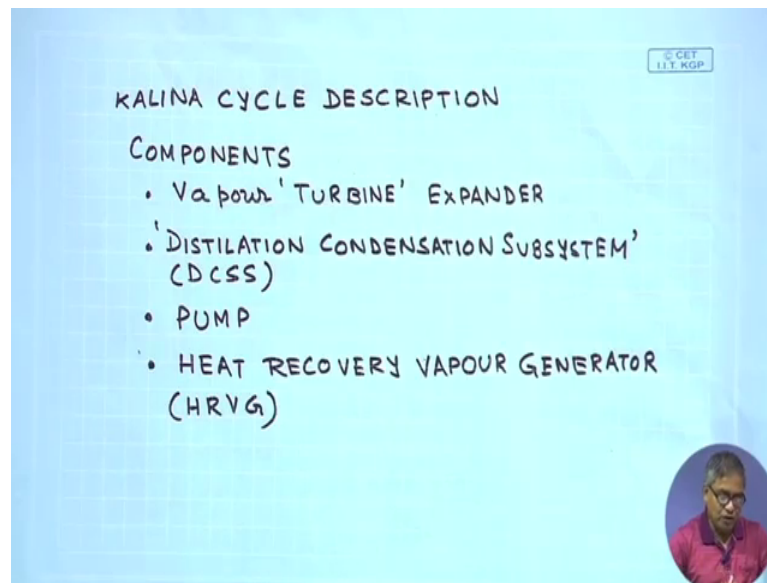 © CET
I.I.T. KGP
KALINA CYCLE DESCRIPTION
COMPONENTS
• Vapour 'TURBINE' EXPANDER
• 'DISTILATION CONDENSATION SUBSYSTEM'
(DCSS)
• PUMP
• HEAT RECOVERY VAPOUR GENERATOR
(HRVG)